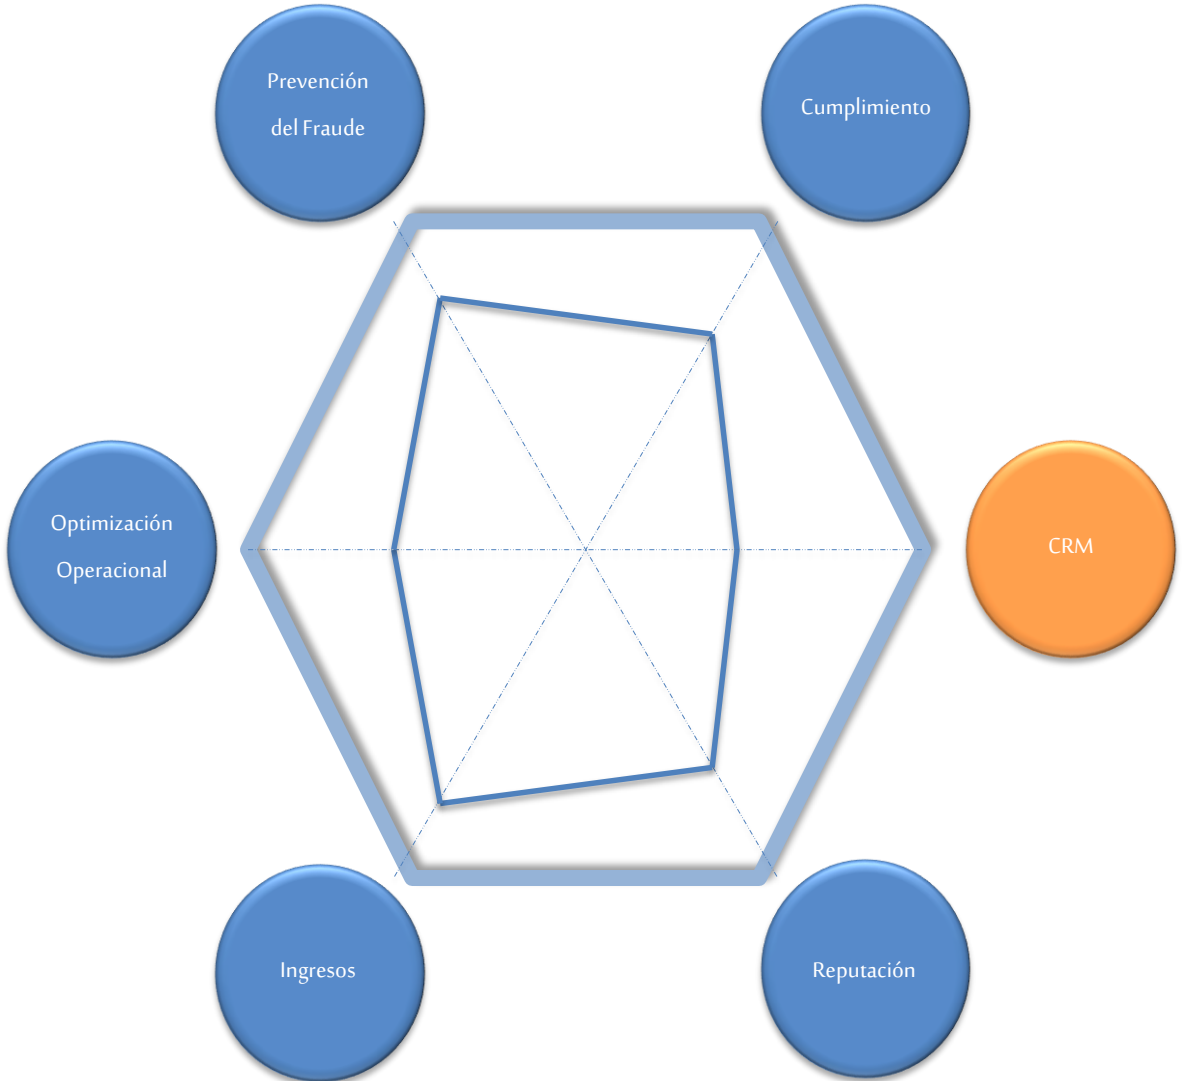 Prevención
del Fraude
Cumplimiento
Optimización
Operacional
CRM
Ingresos
Reputación